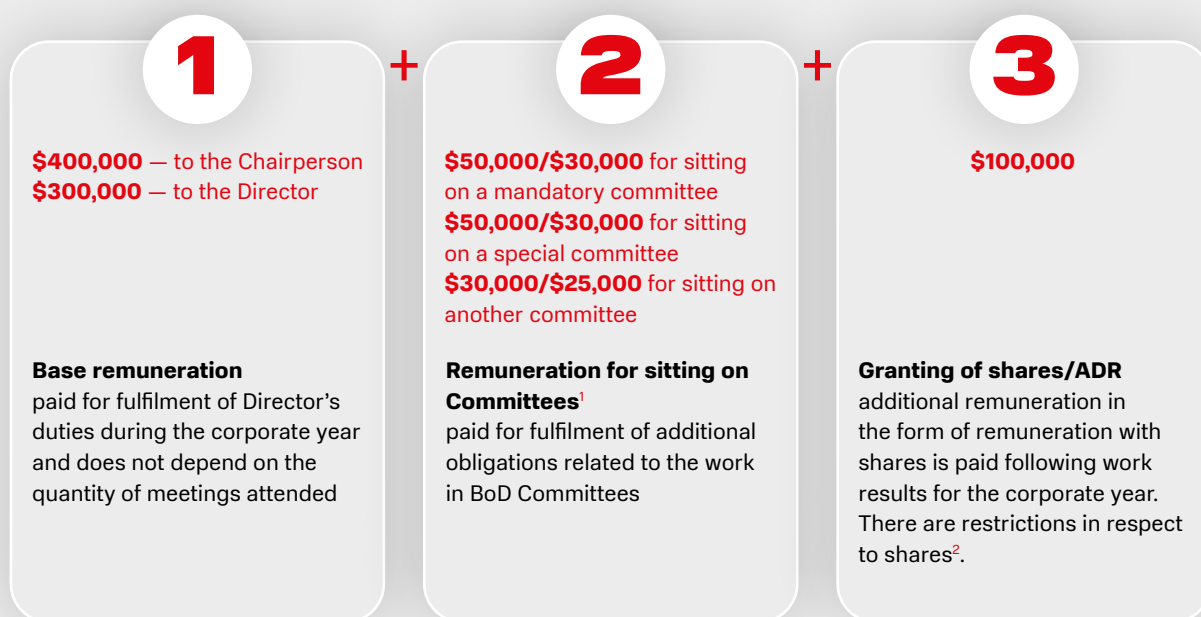 1
+
2
+
3
$400,000 — to the Chairperson
$300,000 — to the Director
$50,000/$30,000 for sitting
on a mandatory committee
$50,000/$30,000 for sitting
on a special committee
$30,000/$25,000 for sitting on
another committee
$100,000
Base remuneration
paid for fulfilment of Director's
duties during the corporate year
and does not depend on the
quantity of meetings attended
Remuneration for sitting on
Committees¹
paid for fulfilment of additional
obligations related to the work
in BoD Committees
Granting of shares/ADR
additional remuneration in
the form of remuneration with
shares is paid following work
results for the corporate year.
There are restrictions in respect
to shares².